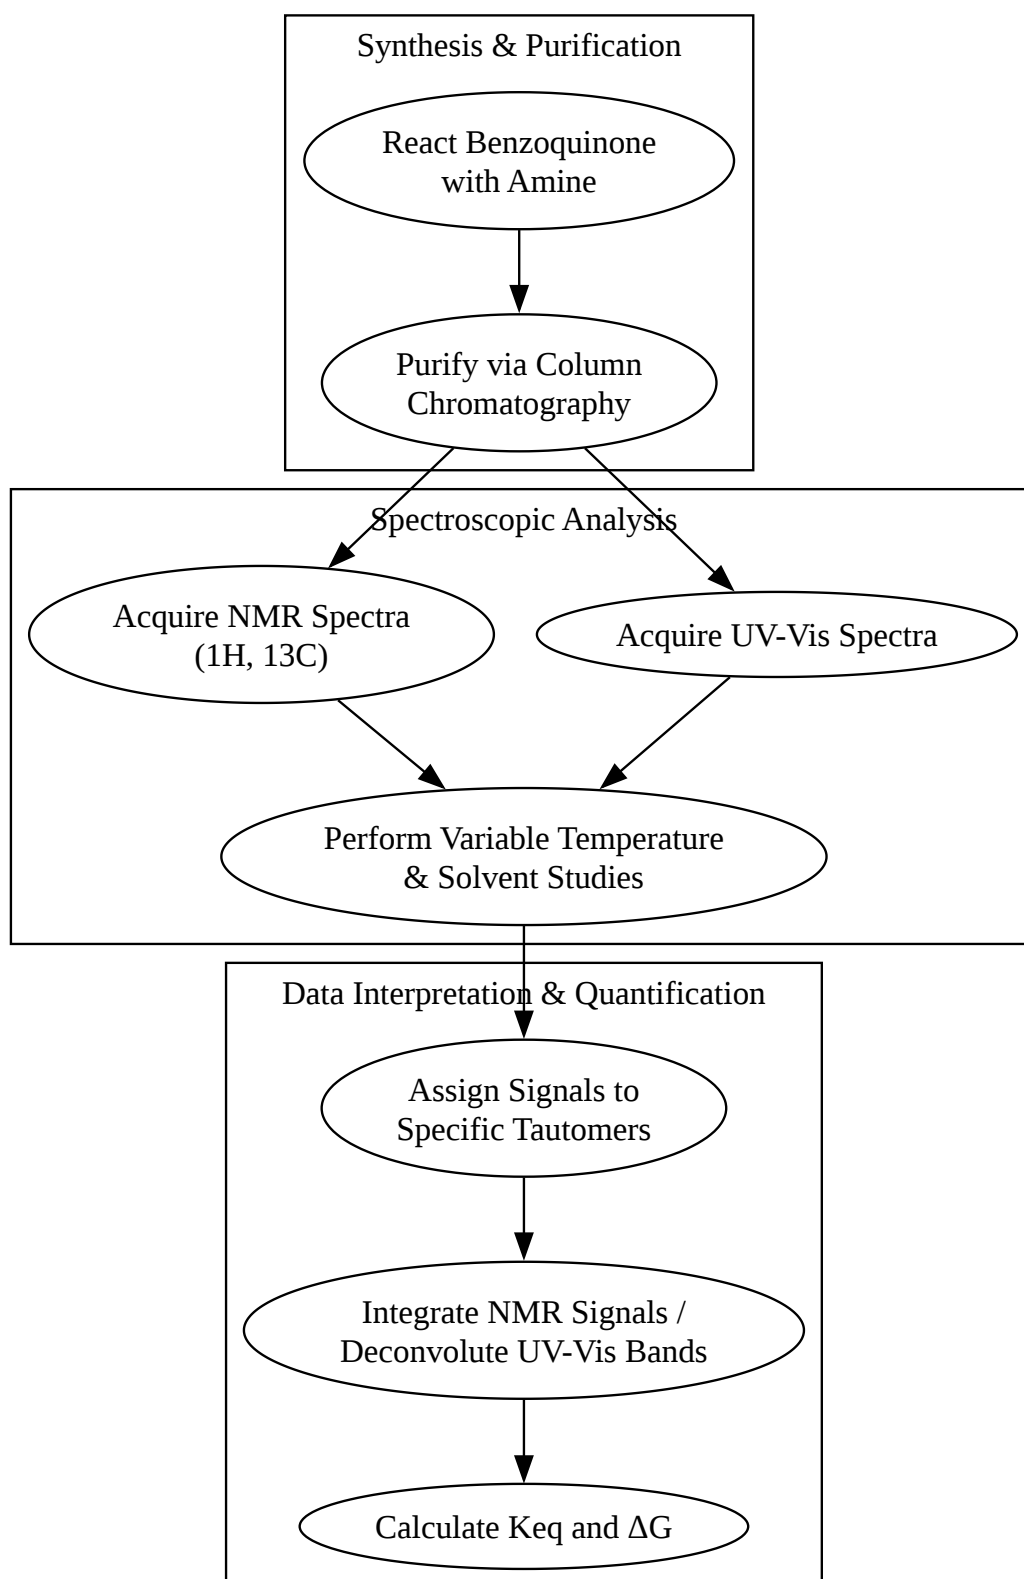 Synthesis & Purification
React Benzoquinone
with Amine
Purify via Column
Chromatography
Spectroscopic Analysis
Acquire NMR Spectra
(1H, 13C)
Acquire UV-Vis Spectra
Perform Variable Temperature
& Solvent Studies
Data Interpretation & Quantification
Assign Signals to
Specific Tautomers
Integrate NMR Signals /
Deconvolute UV-Vis Bands
Calculate Keq and ΔG